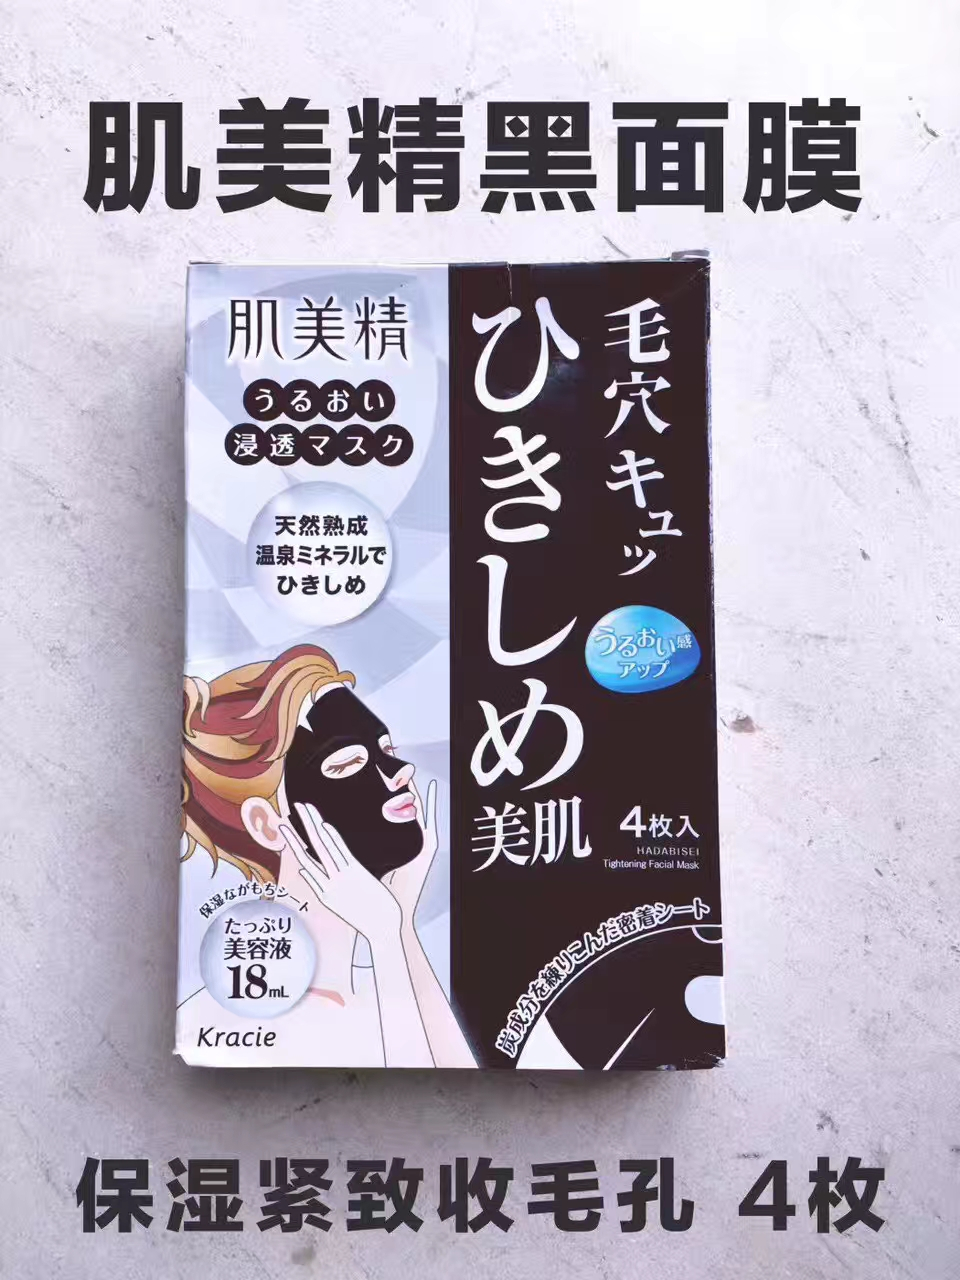 肌美精黑面膜
肌美精
うるおい
浸透マスク
天然熟成
温泉ミネラルで
ひきしめ
毛穴キュッ
ひきしめ
美肌
うるおい感
アップ
4枚入
HADABISEI
Tightening Facial Mask
保湿ながもちシート
たっぷり
美容液
18mL
炭成分を練りこんだ密着シート
Kracie
保湿紧致收毛孔 4枚